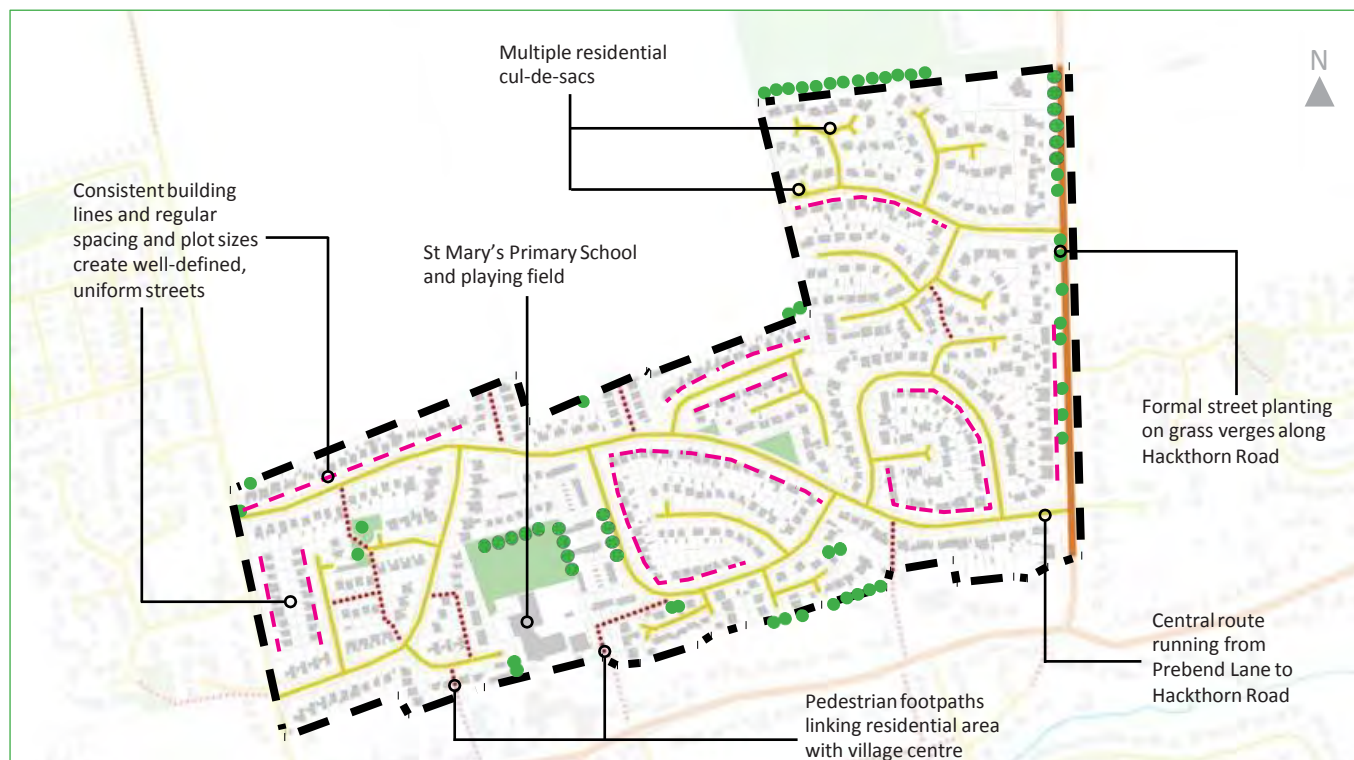 Multiple residential
cul-de-sacs
N
Consistent building
lines and regular
spacing and plot sizes
create well-defined,
uniform streets
St Mary's Primary School
and playing field
Formal street planting
on grass verges along
Hackthorn Road
Central route
running from
Prebend Lane to
Hackthorn Road
Pedestrian footpaths
linking residential area
with village centre